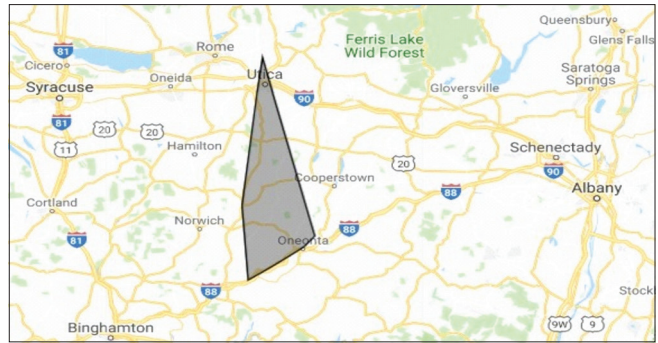 Queensbury
Ferris Lake
Wild Forest
Glens Falls
Rome
81
Cicero
Utica
Saratoga
Springs
Oneida
Syracuse
Gloversville
90
81
20
20
11
Hamilton
Schenectady
20
90
Cooperstown
Albany
88
Cortland
Norwich
88
81
Oneonta
88
Stock
Binghamton
9W
9